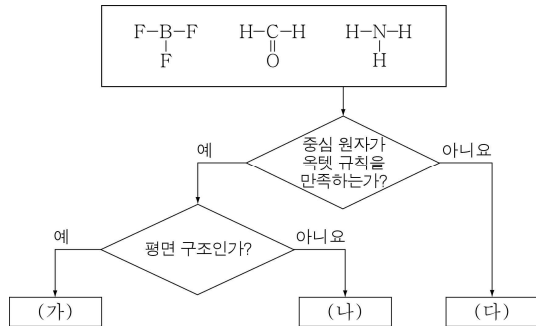 F–B–F H–C–H H–N–H
F O H
중심 원자가
옥텟 규칙을
만족하는가?
예 아니요
평면 구조인가?
예 아니요
(가) (나) (다)